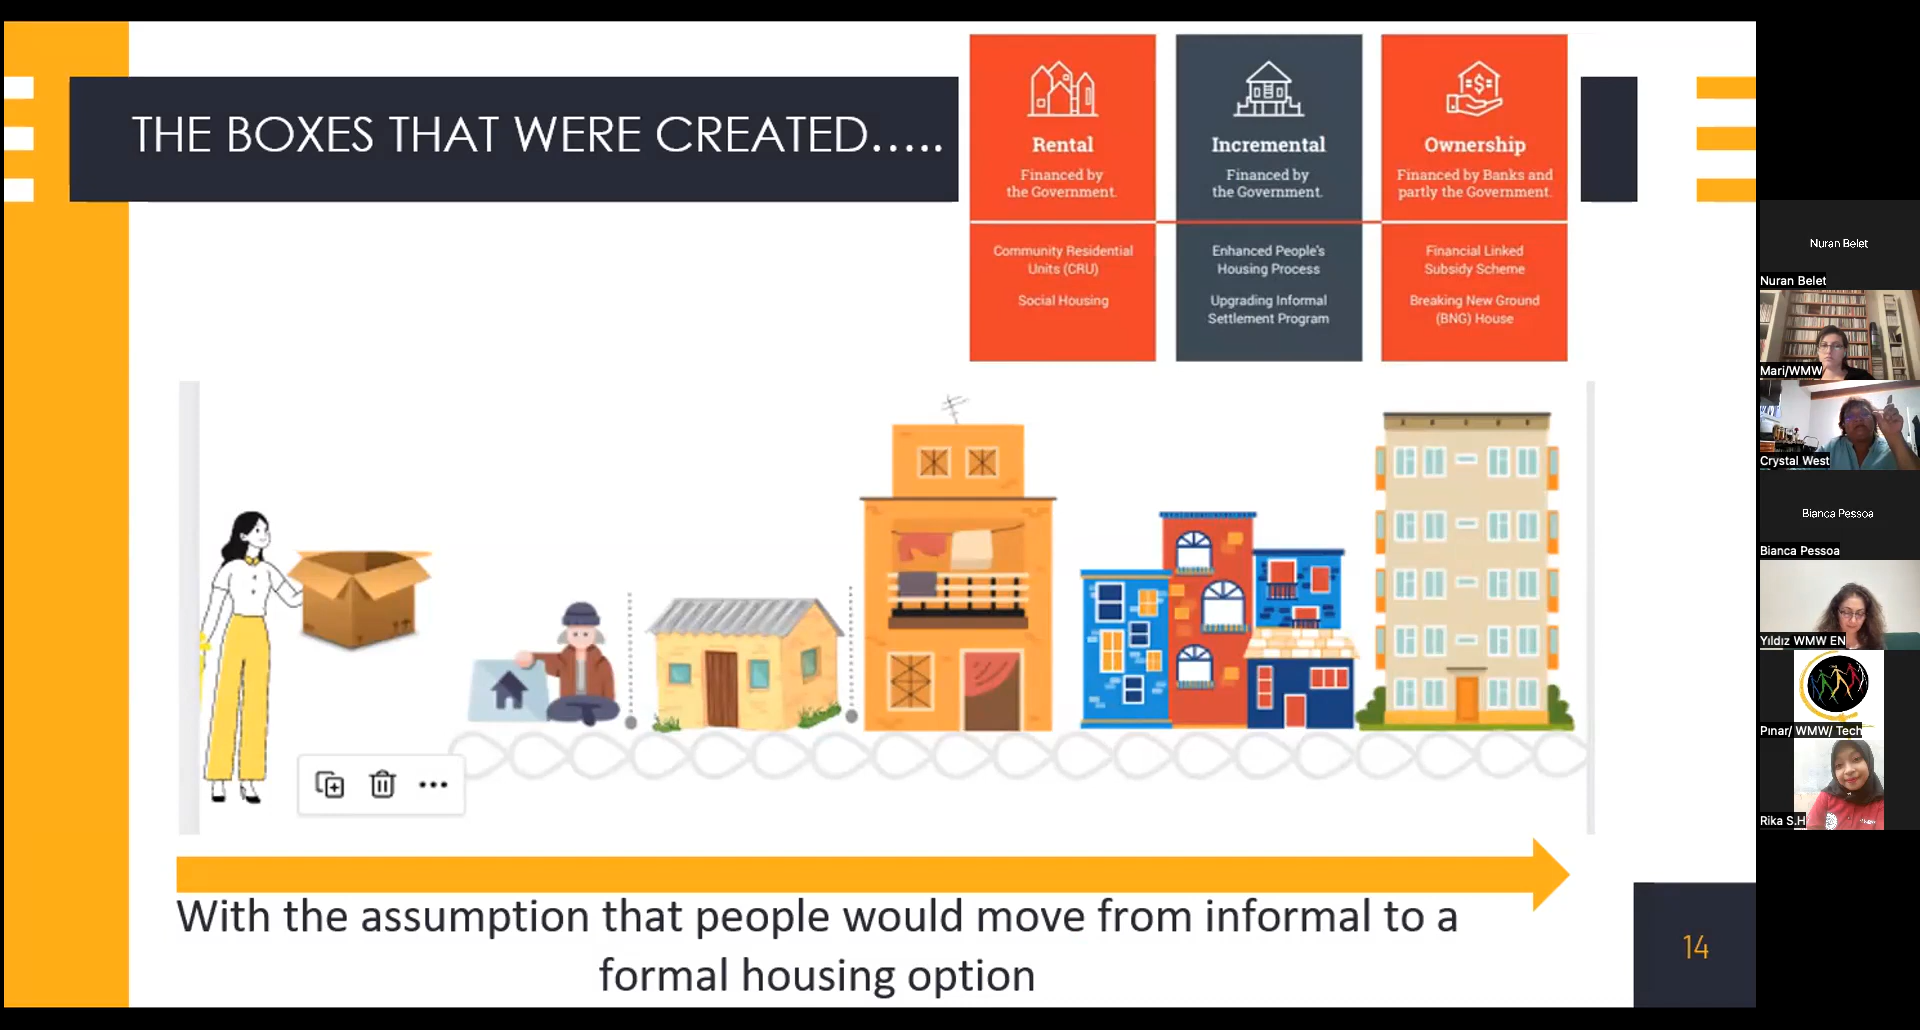 THE BOXES THAT WERE CREATED.....
Rental
Financed by
the Government.
Community Residential
Units (CRU)
Social Housing
Incremental
Financed by
the Government.
Enhanced People's
Housing Process
Upgrading Informal
Settlement Program
Ownership
Financed by Banks and
partly the Government.
Financial Linked
Subsidy Scheme
Breaking New Ground
(BNG) House
With the assumption that people would move from informal to a
formal housing option
14
Nuran Belet
Nuran Belet
Mari/WMW
Crystal West
Bianca Pessoa
Bianca Pessoa
Yıldız WMW EN
Pınar/ WMW/ Tech
Rika S.H